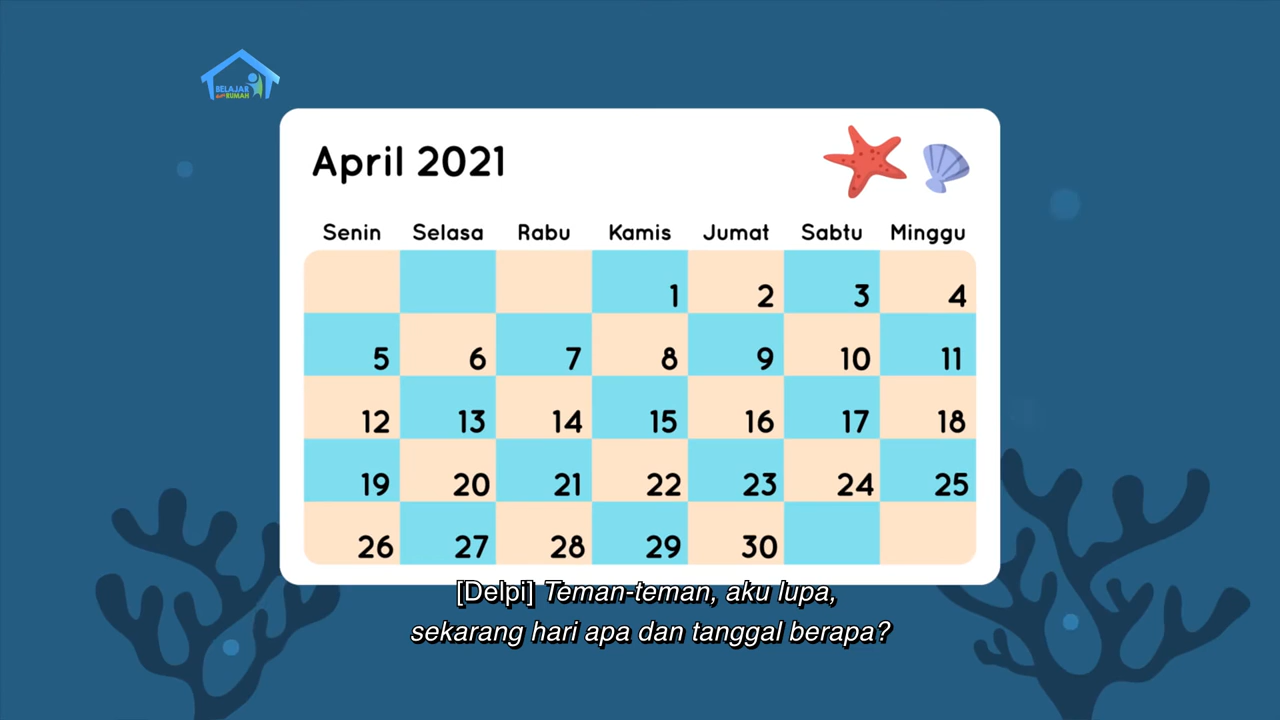 BELAJAR
dari RUMAH
April 2021
Senin Selasa Rabu Kamis Jumat Sabtu Minggu
1 2 3 4
5 6 7 8 9 10 11
12 13 14 15 16 17 18
19 20 21 22 23 24 25
26 27 28 29 30
[Delpi] Teman-teman, aku lupa,
sekarang hari apa dan tanggal berapa?